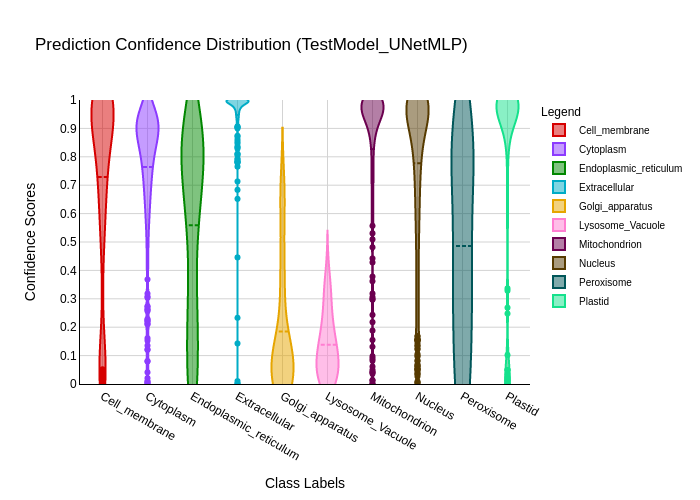 Prediction Confidence Distribution (TestModel_UNetMLP)
Legend
Cell_membrane
Cytoplasm
Endoplasmic_reticulum
Extracellular
Golgi_apparatus
Lysosome_Vacuole
Mitochondrion
Nucleus
Peroxisome
Plastid
Confidence Scores
1
0.9
0.8
0.7
0.6
0.5
0.4
0.3
0.2
0.1
0
Cell_membrane
Cytoplasm
Endoplasmic_reticulum
Extracellular
Golgi_apparatus
Lysosome_Vacuole
Mitochondrion
Nucleus
Peroxisome
Plastid
Class Labels